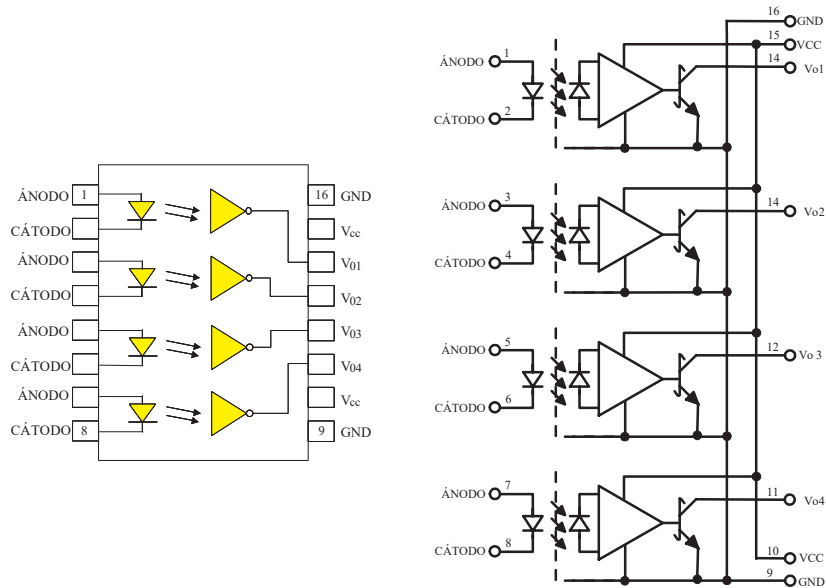 ÁNODO 1
CÁTODO
ÁNODO
CÁTODO
ÁNODO
CÁTODO
ÁNODO
CÁTODO 8
16 GND
Vcc
V01
V02
V03
V04
Vcc
9 GND
16 GND
15 VCC
ÁNODO 1
14 Vo1
CÁTODO 2
ÁNODO 3
14 Vo2
CÁTODO 4
ÁNODO 5
12 Vo 3
CÁTODO 6
ÁNODO 7
11 Vo4
CÁTODO 8
10 VCC
9 GND